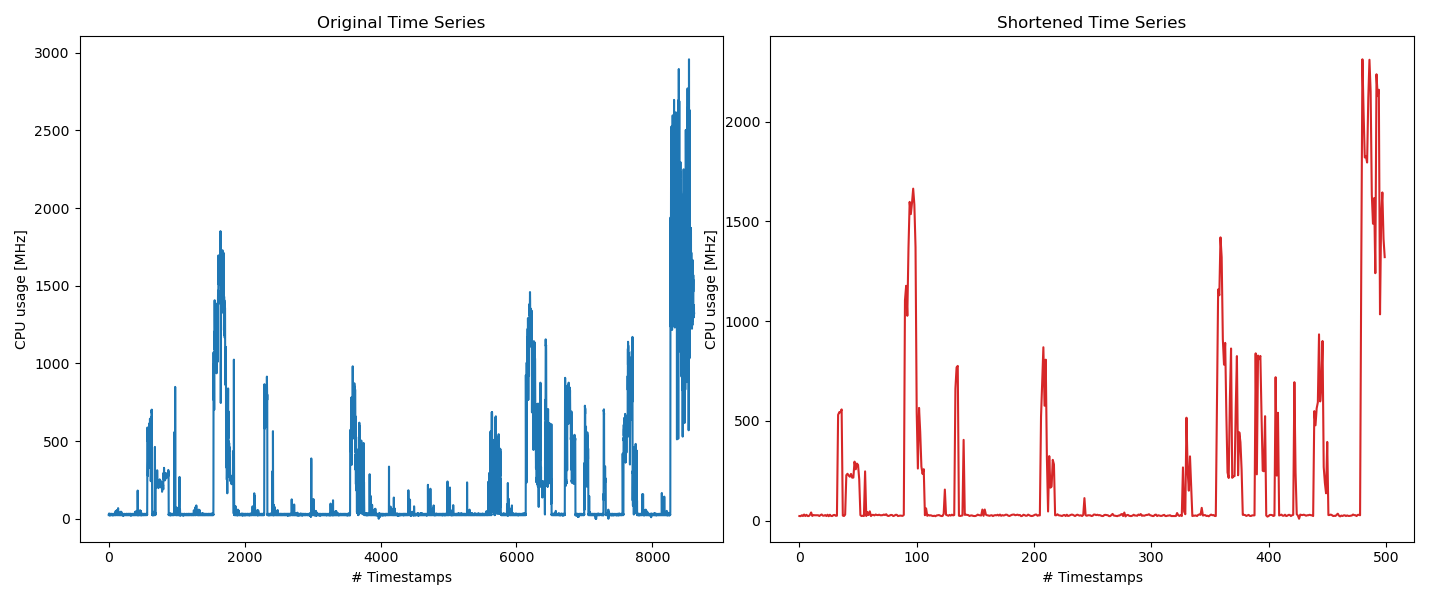 Original Time Series
CPU usage [MHz]
3000
2500
2000
1500
1000
500
0
0 2000 4000 6000 8000
# Timestamps
Shortened Time Series
CPU usage [MHz]
2000
1500
1000
500
0
0 100 200 300 400 500
# Timestamps